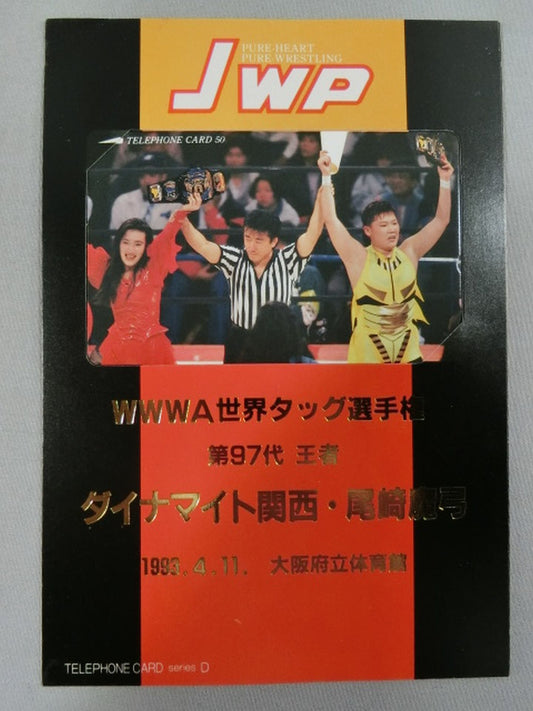 PURE-HEART
PURE WRESTLING
JWP
TELEPHONE CARD 50
WWWA世界タッグ選手権
第97代 王者
ダイナマイト関西・尾崎魔弓
1993.4.11. 大阪府立体育館
TELEPHONE CARD series D